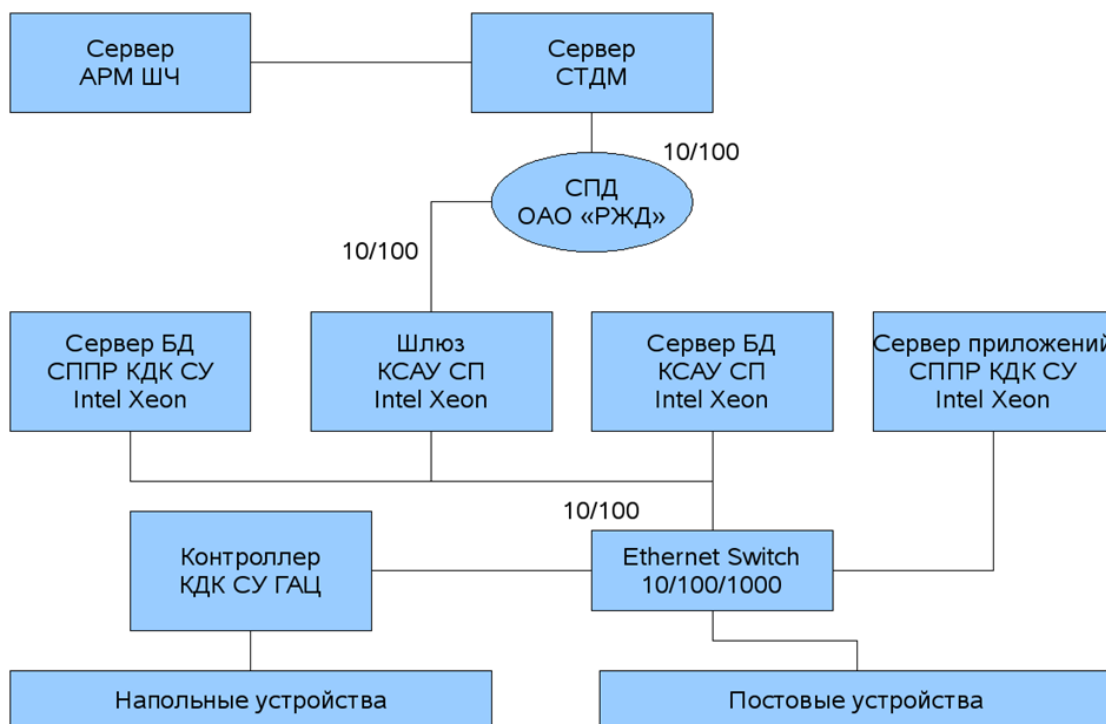 Сервер
АРМ ШЧ
Сервер
СТДМ
10/100
СПД
ОАО «РЖД»
10/100
Сервер БД
СППР КДК СУ
Intel Xeon
Шлюз
КСАУ СП
Intel Xeon
Сервер БД
КСАУ СП
Intel Xeon
Сервер приложений
СППР КДК СУ
Intel Xeon
10/100
Контроллер
КДК СУ ГАЦ
Ethernet Switch
10/100/1000
Напольные устройства
Постовые устройства